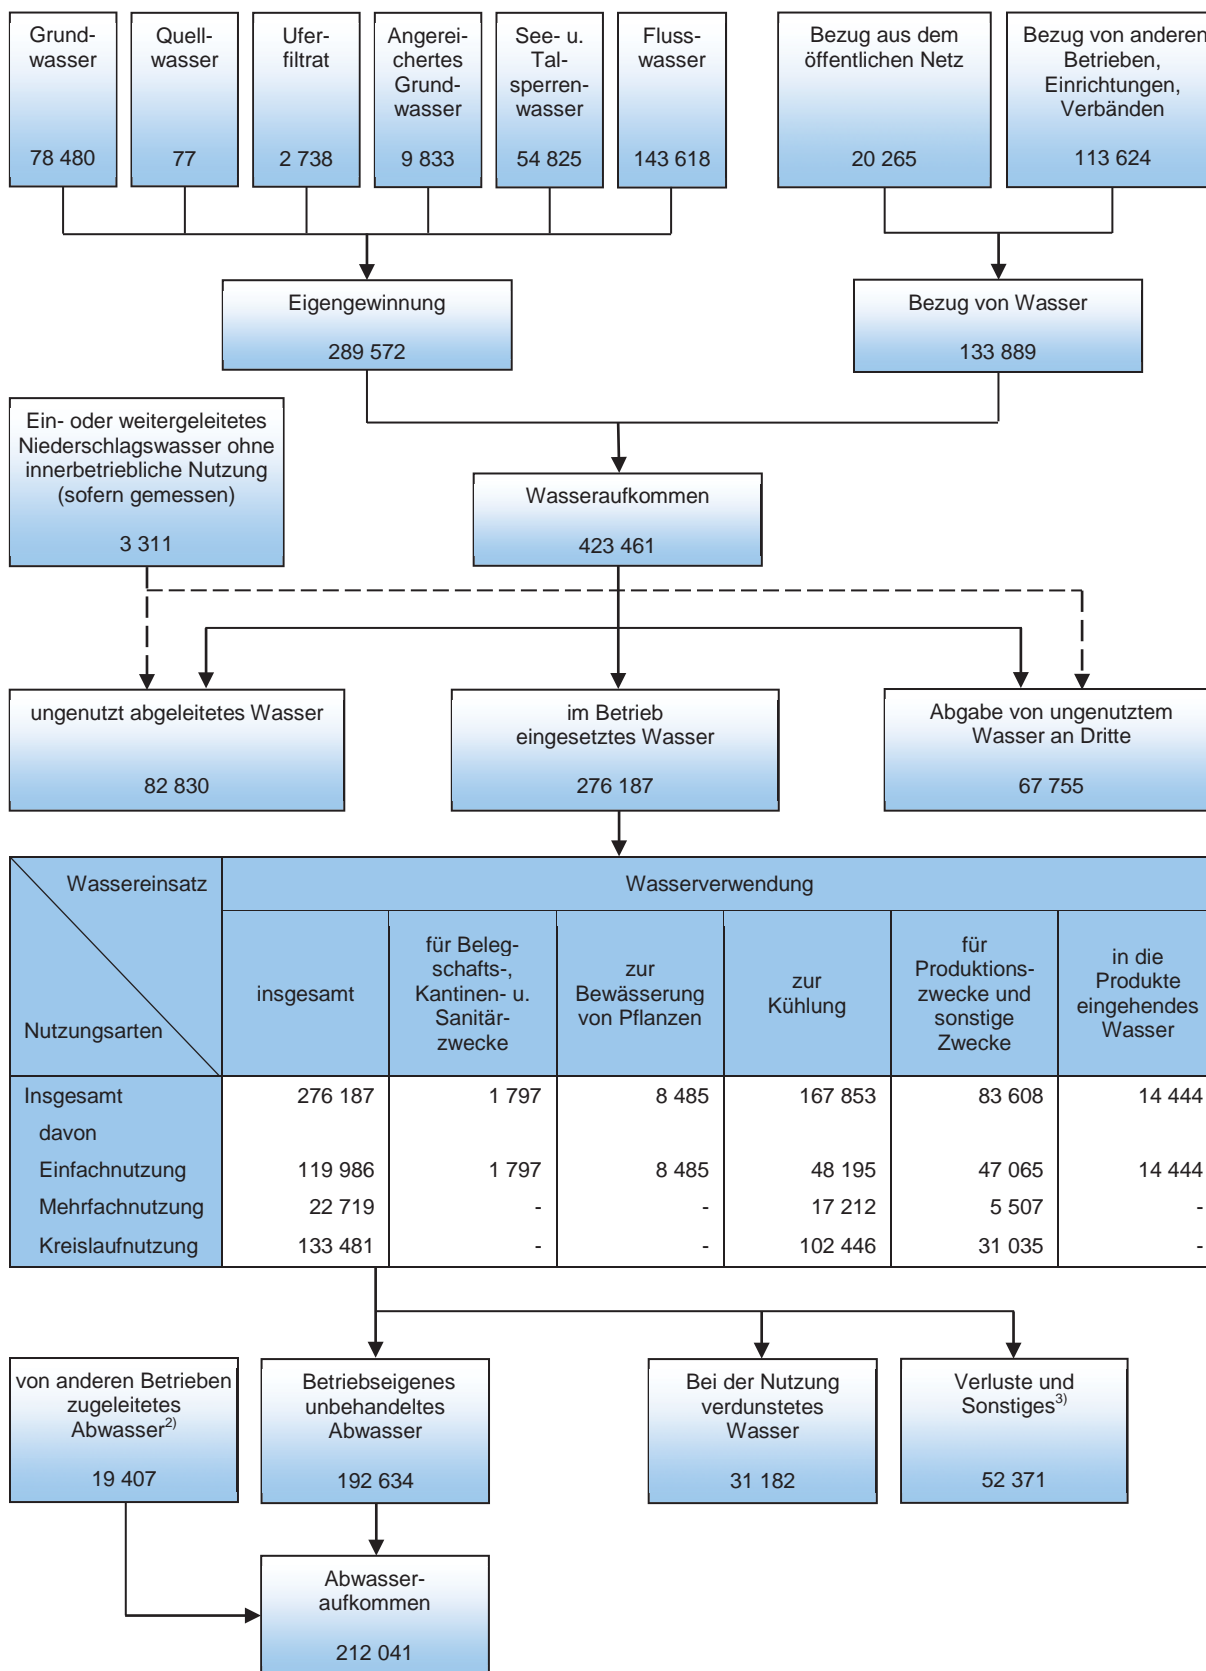 Grund-
wasser
78 480
Quell-
wasser
77
Ufer-
filtrat
2 738
Angerei-
chertes
Grund-
wasser
9 833
See- u.
Tal-
sperren-
wasser
54 825
Fluss-
wasser
143 618
Bezug aus dem
öffentlichen Netz
20 265
Bezug von anderen
Betrieben,
Einrichtungen,
Verbänden
113 624
Eigengewinnung
289 572
Bezug von Wasser
133 889
Ein- oder weitergeleitetes
Niederschlagswasser ohne
innerbetriebliche Nutzung
(sofern gemessen)
3 311
Wasseraufkommen
423 461
ungenutzt abgeleitetes Wasser
82 830
im Betrieb
eingesetztes Wasser
276 187
Abgabe von ungenutztem
Wasser an Dritte
67 755
Wassereinsatz
Nutzungsarten
Wasserverwendung
insgesamt
für Beleg-
schafts-,
Kantinen- u.
Sanitär-
zwecke
zur
Bewässerung
von Pflanzen
zur
Kühlung
für
Produktions-
zwecke und
sonstige
Zwecke
in die
Produkte
eingehendes
Wasser
Insgesamt 276 187 1 797 8 485 167 853 83 608 14 444
davon
Einfachnutzung 119 986 1 797 8 485 48 195 47 065 14 444
Mehrfachnutzung 22 719 - - 17 212 5 507 -
Kreislaufnutzung 133 481 - - 102 446 31 035 -
von anderen Betrieben
zugeleitetes
Abwasser2)
19 407
Betriebseigenes
unbehandeltes
Abwasser
192 634
Bei der Nutzung
verdunstetes
Wasser
31 182
Verluste und
Sonstiges3)
52 371
Abwasser-
aufkommen
212 041